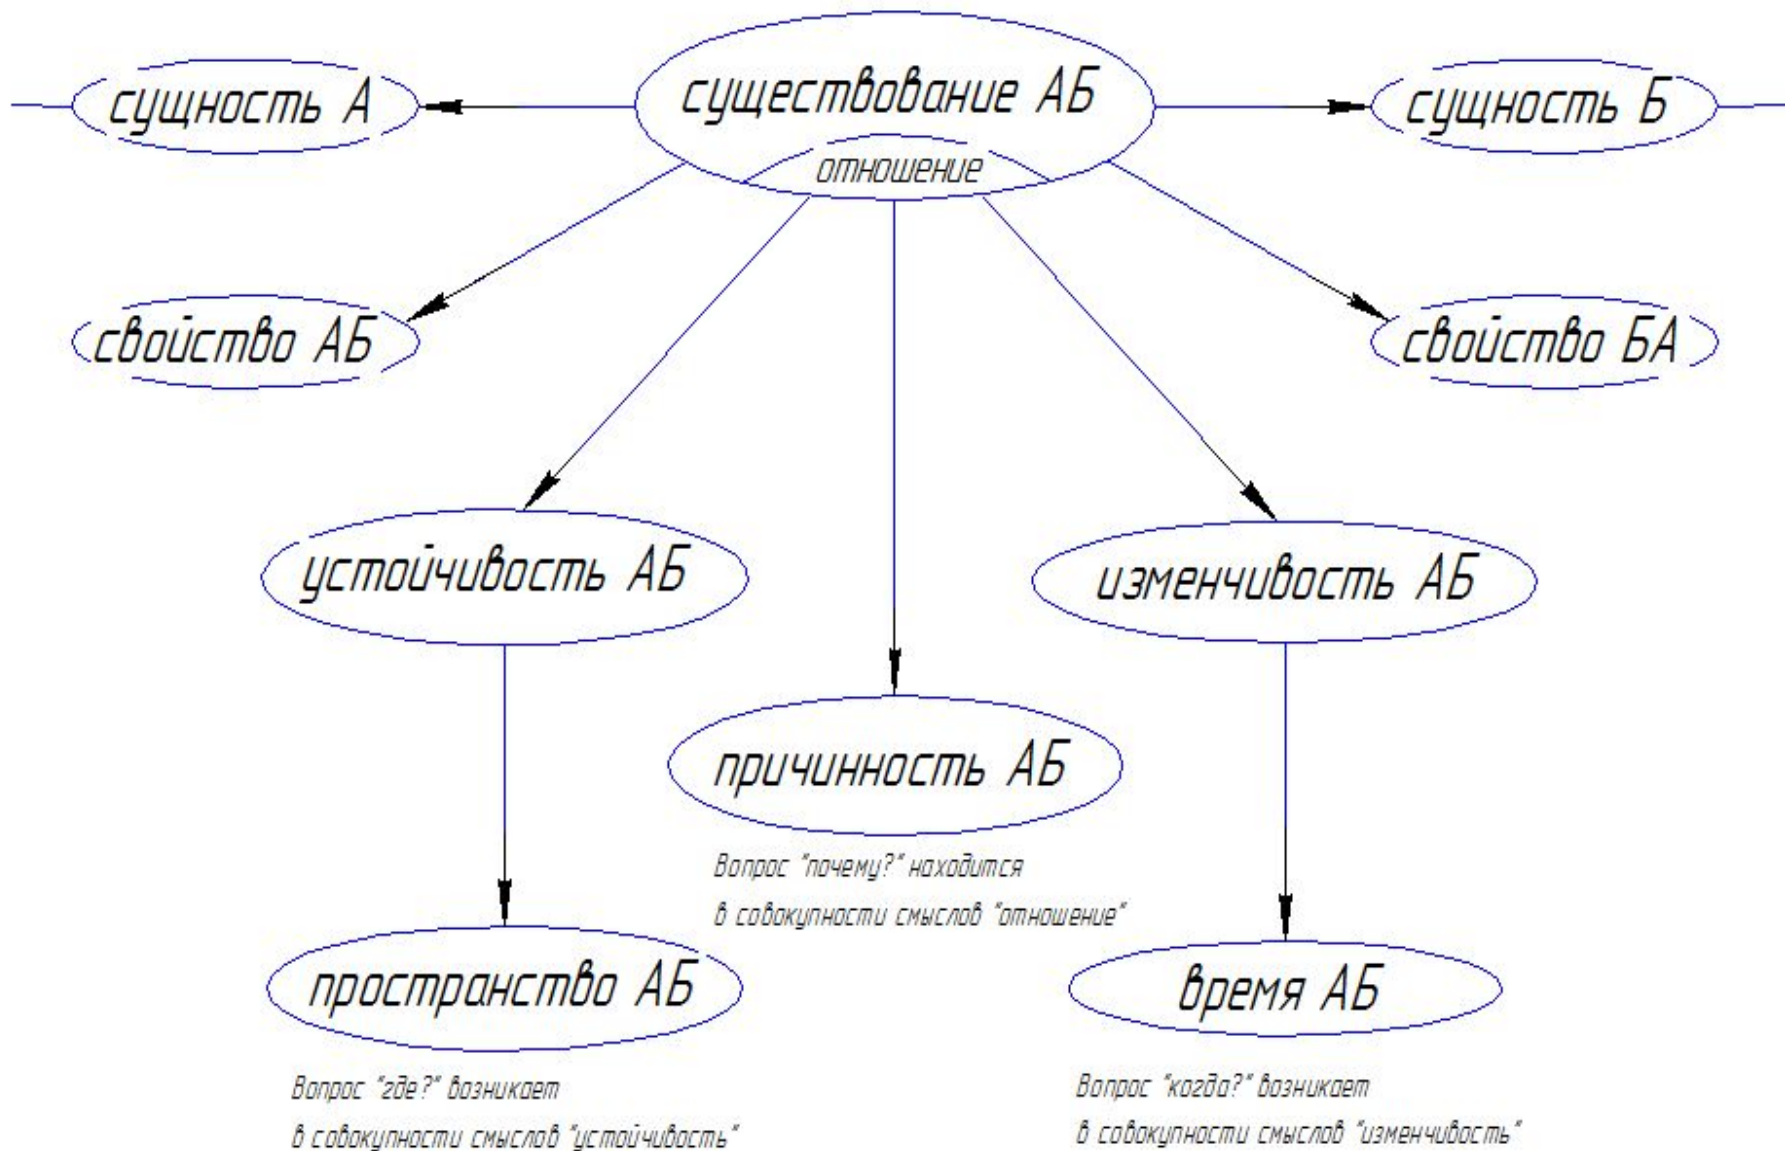 сущность А
существование АБ
сущность Б
отношение
свойство АБ
свойство БА
устойчивость АБ
изменчивость АБ
причинность АБ
Вопрос "почему?" находится
в совокупности смыслов "отношение"
пространство АБ
время АБ
Вопрос "где?" возникает
в совокупности смыслов "устойчивость"
Вопрос "когда?" возникает
в совокупности смыслов "изменчивость"